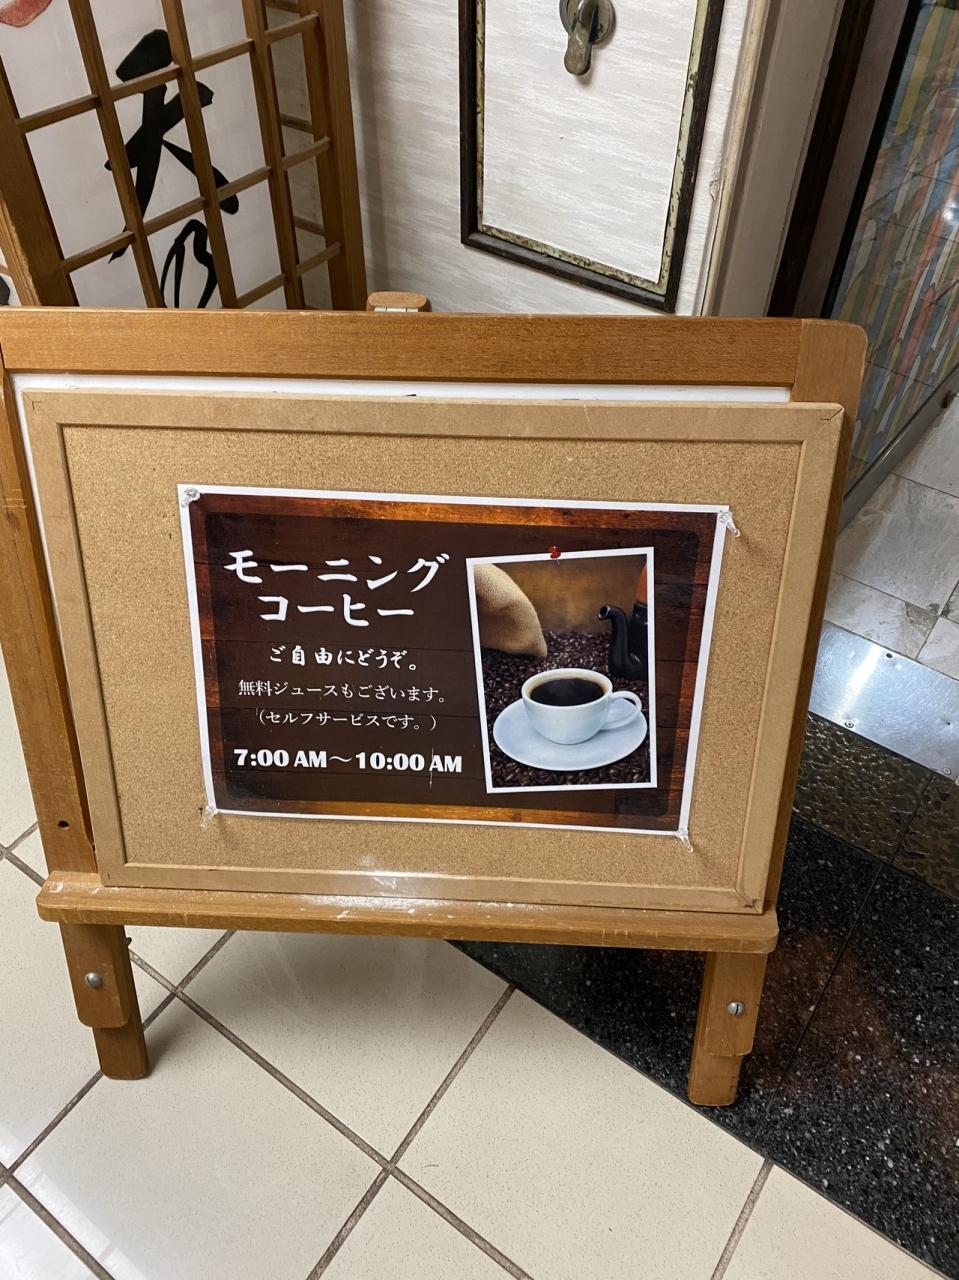 モーニング
コーヒー
ご自由にどうぞ。
無料ジュースもございます。
（セルフサービスです。）
7:00 AM～10:00 AM